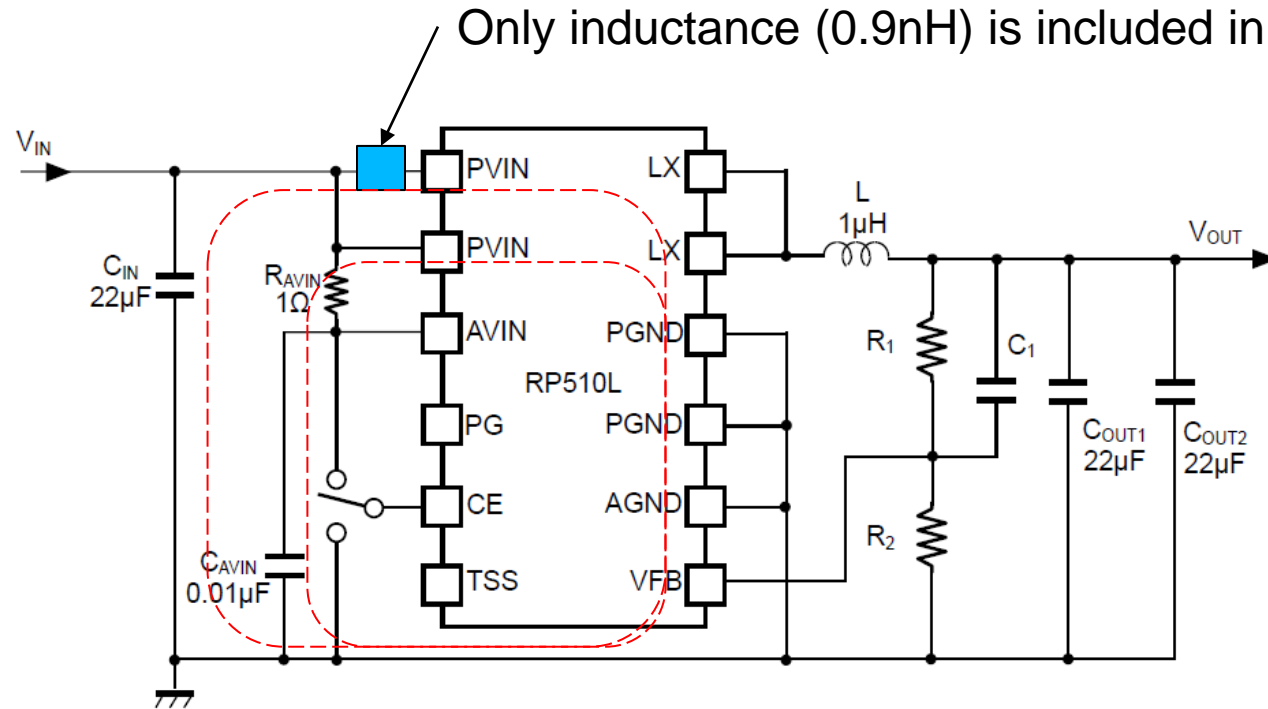 Only inductance (0.9nH) is included in
VIN
PVIN
LX
L
1µH
VOUT
CIN
22µF
RAVIN
1Ω
PVIN
LX
AVIN
PGND
R1
C1
RP510L
PG
PGND
COUT1
22µF
COUT2
22µF
CE
AGND
R2
CAVIN
0.01µF
TSS
VFB